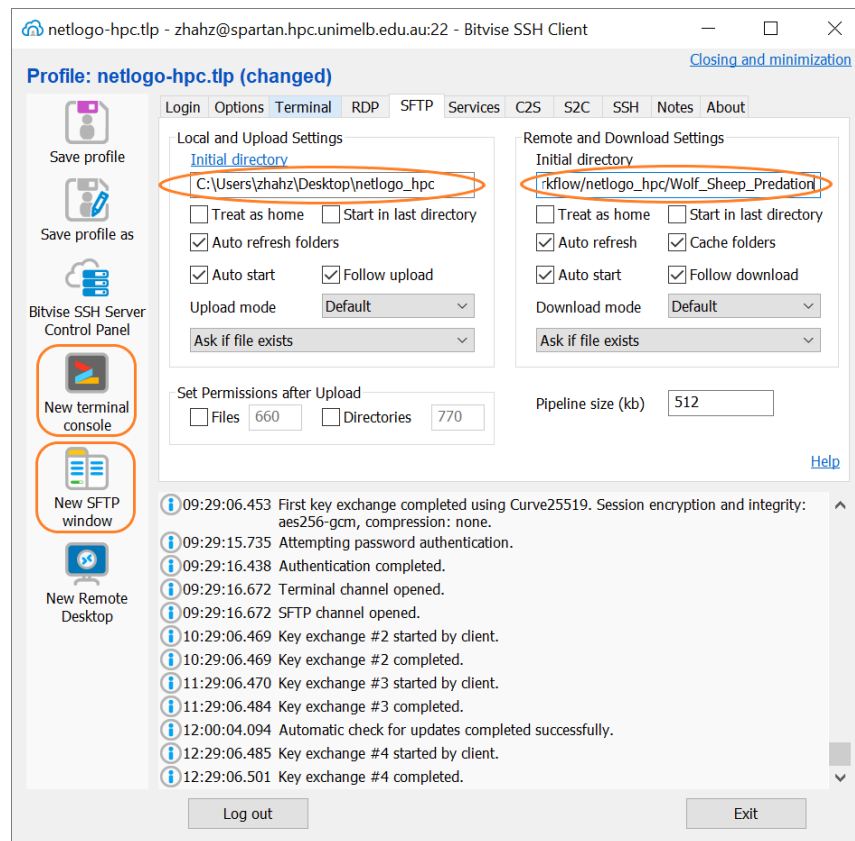 netlogo-hpc.tlp - zhahz@spartan.hpc.unimelb.edu.au:22 - Bitvise SSH Client
Closing and minimization
Profile: netlogo-hpc.tlp (changed)
Save profile
Save profile as
Bitvise SSH Server
Control Panel
New terminal
console
New SFTP
window
New Remote
Desktop
Login Options Terminal RDP SFTP Services C2S S2C SSH Notes About
Local and Upload Settings
Initial directory
C:\Users\zhahz\Desktop\netlogo_hpc
Treat as home Start in last directory
Auto refresh folders
Auto start Follow upload
Upload mode Default
Ask if file exists
Remote and Download Settings
Initial directory
rkflow/netlogo_hpc/Wolf_Sheep_Predation
Treat as home Start in last directory
Auto refresh Cache folders
Auto start Follow download
Download mode Default
Ask if file exists
Set Permissions after Upload
Files 660 Directories 770
Pipeline size (kb) 512
Help
09:29:06.453 First key exchange completed using Curve25519. Session encryption and integrity:
aes256-gcm, compression: none.
09:29:15.735 Attempting password authentication.
09:29:16.438 Authentication completed.
09:29:16.672 Terminal channel opened.
09:29:16.672 SFTP channel opened.
10:29:06.469 Key exchange #2 started by client.
10:29:06.469 Key exchange #2 completed.
11:29:06.470 Key exchange #3 started by client.
11:29:06.484 Key exchange #3 completed.
12:00:04.094 Automatic check for updates completed successfully.
12:29:06.485 Key exchange #4 started by client.
12:29:06.501 Key exchange #4 completed.
Log out
Exit